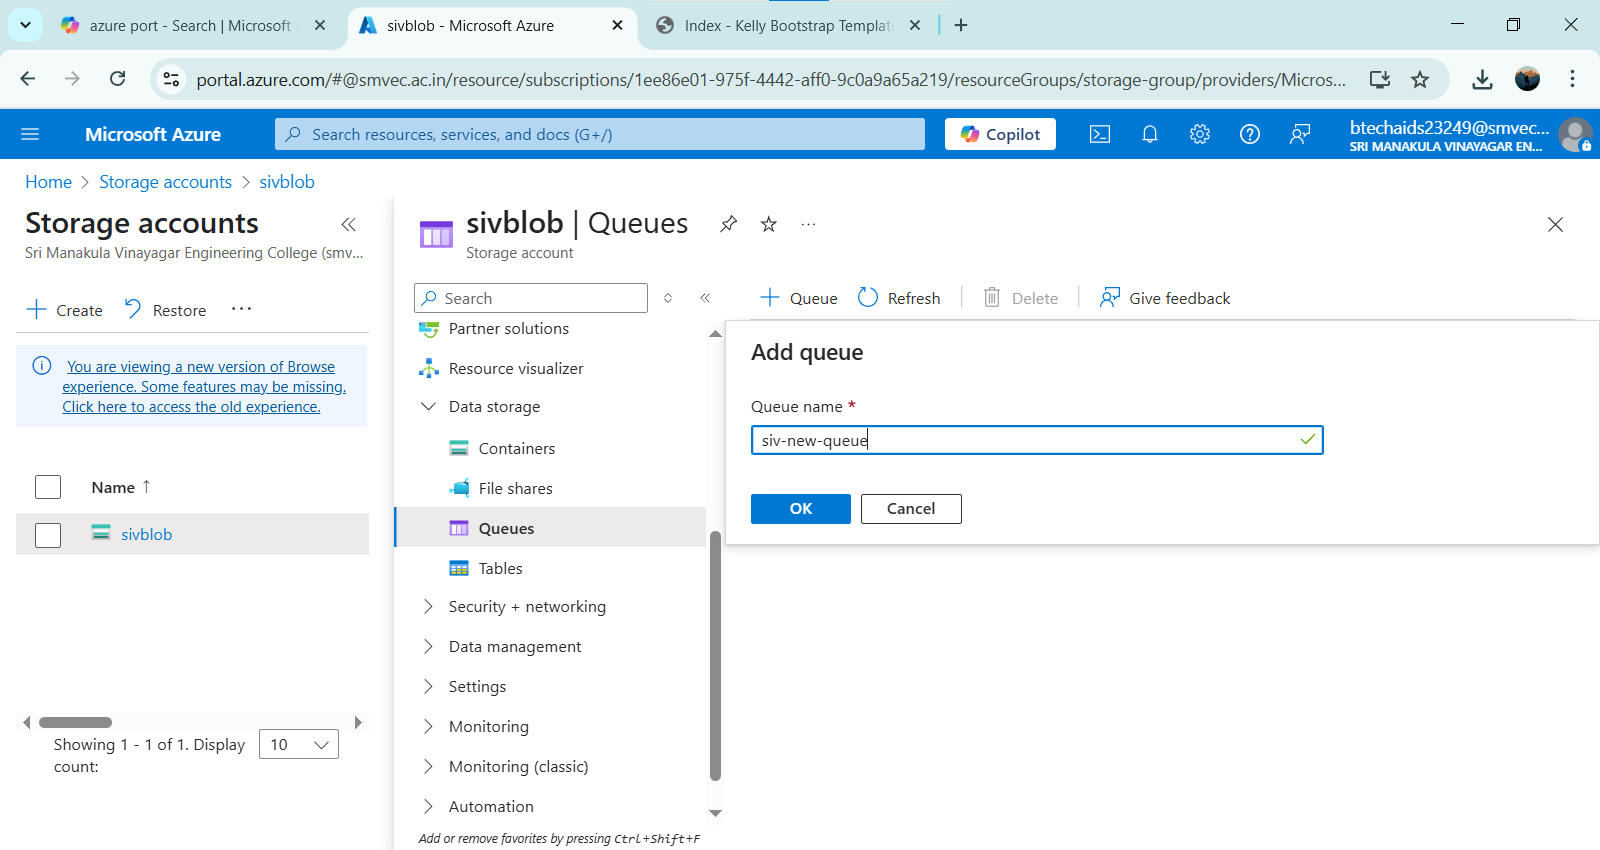 azure port - Search | Microsoft
sivblob - Microsoft Azure
Index - Kelly Bootstrap Template
portal.azure.com/#@smvec.ac.in/resource/subscriptions/1ee86e01-975f-4442-aff0-9c0a9a65a219/resourceGroups/storage-group/providers/Micros...
Microsoft Azure
Search resources, services, and docs (G+/)
Copilot
btechaids23249@smvec...
SRI MANAKULA VINAYAGAR EN...
Home > Storage accounts > sivblob
Storage accounts
Sri Manakula Vinayagar Engineering College (smv...
Create
Restore
...
You are viewing a new version of Browse
experience. Some features may be missing.
Click here to access the old experience.
Name ↑
sivblob
Showing 1 - 1 of 1. Display
count:
10
sivblob | Queues
...
Storage account
Search
Partner solutions
Resource visualizer
Data storage
Containers
File shares
Queues
Tables
Security + networking
Data management
Settings
Monitoring
Monitoring (classic)
Automation
Add or remove favorites by pressing Ctrl+Shift+F
Queue
Refresh
Delete
Give feedback
Add queue
Queue name *
siv-new-queue
OK
Cancel